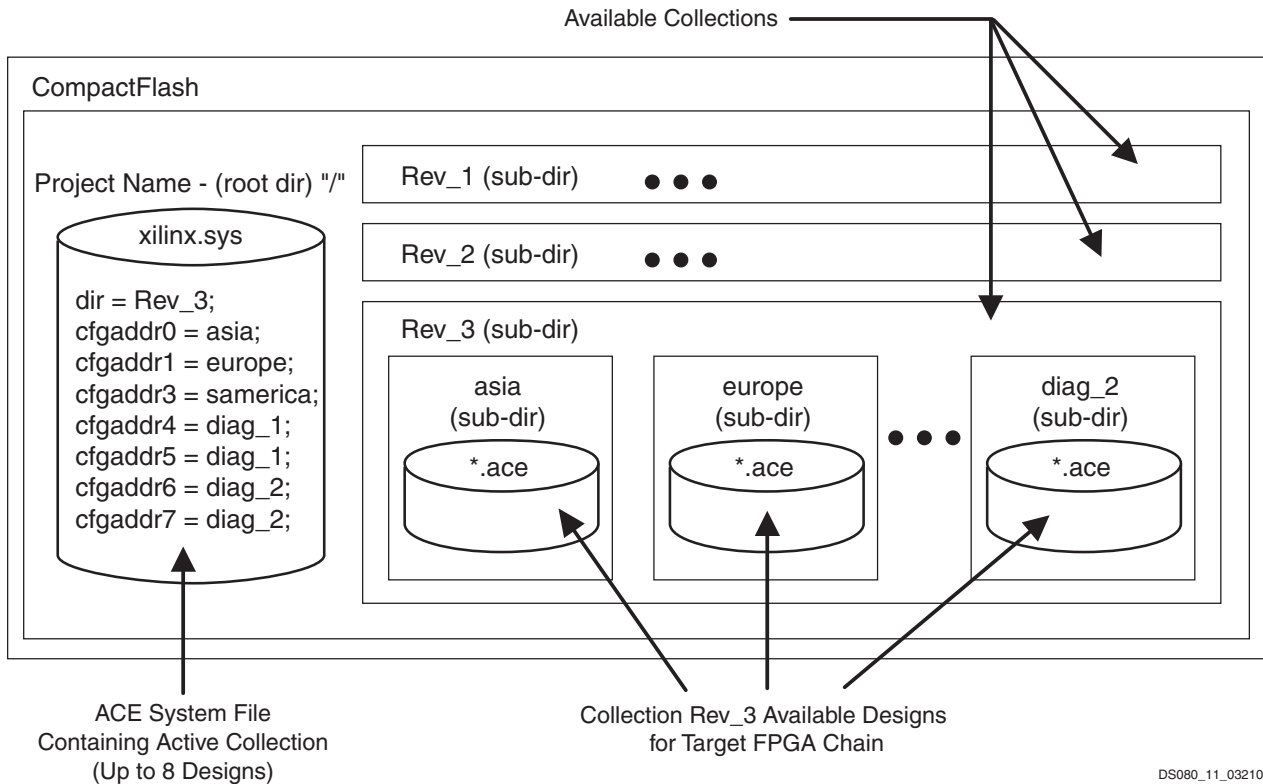 Available Collections
CompactFlash
Project Name - (root dir) "/"
xilinx.sys
dir = Rev_3;
cfgaddr0 = asia;
cfgaddr1 = europe;
cfgaddr3 = samerica;
cfgaddr4 = diag_1;
cfgaddr5 = diag_1;
cfgaddr6 = diag_2;
cfgaddr7 = diag_2;
Rev_1 (sub-dir)
Rev_2 (sub-dir)
Rev_3 (sub-dir)
asia
(sub-dir)
*.ace
europe
(sub-dir)
*.ace
diag_2
(sub-dir)
*.ace
ACE System File
Containing Active Collection
(Up to 8 Designs)
Collection Rev_3 Available Designs
for Target FPGA Chain
DS080_11_03210